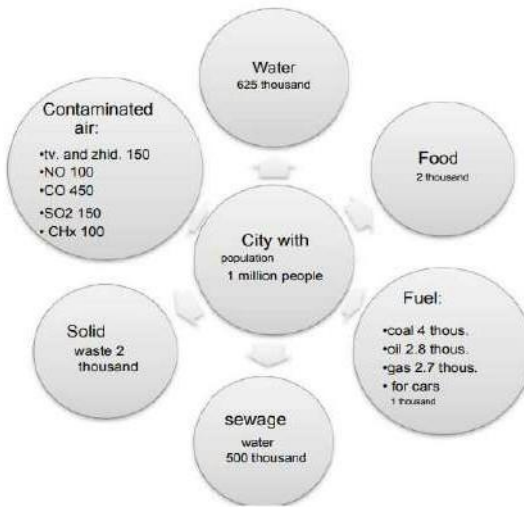 Water
625 thousand
Contaminated
air:
•tv. and zhid. 150
•NO 100
•CO 450
•SO2 150
• CHx 100
Food
2 thousand
City with
population
1 million people
Fuel:
•coal 4 thous.
•oil 2.8 thous.
•gas 2.7 thous.
• for cars
1 thousand
Solid
waste 2
thousand
sewage
water
500 thousand